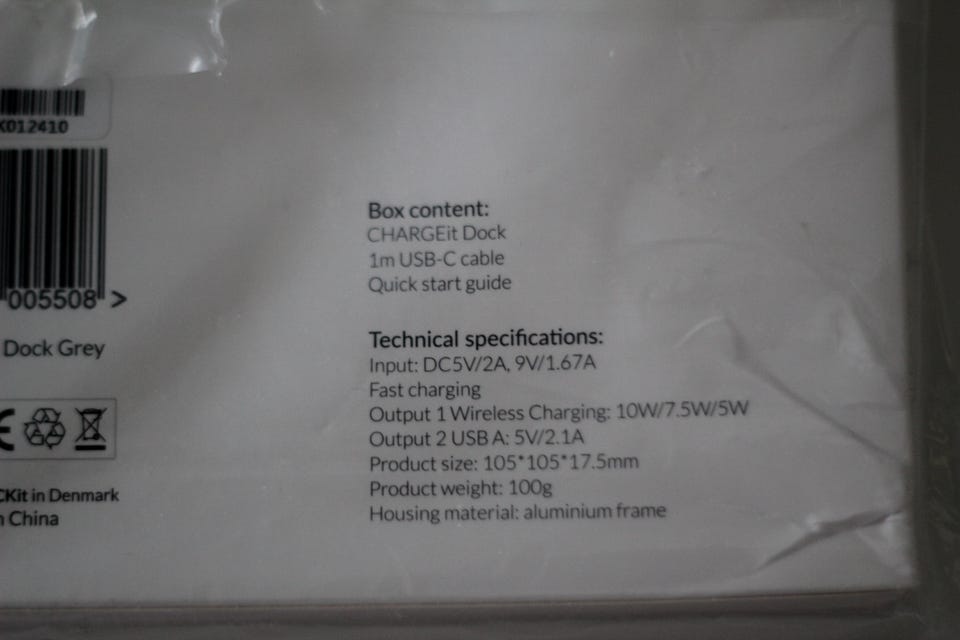 X012410
005508 >
Dock Grey
CKit in Denmark
n China
Box content:
CHARGEit Dock
1m USB-C cable
Quick start guide
Technical specifications:
Input: DC5V/2A, 9V/1.67A
Fast charging
Output 1 Wireless Charging: 10W/7.5W/5W
Output 2 USB A: 5V/2.1A
Product size: 105*105*17.5mm
Product weight: 100g
Housing material: aluminium frame